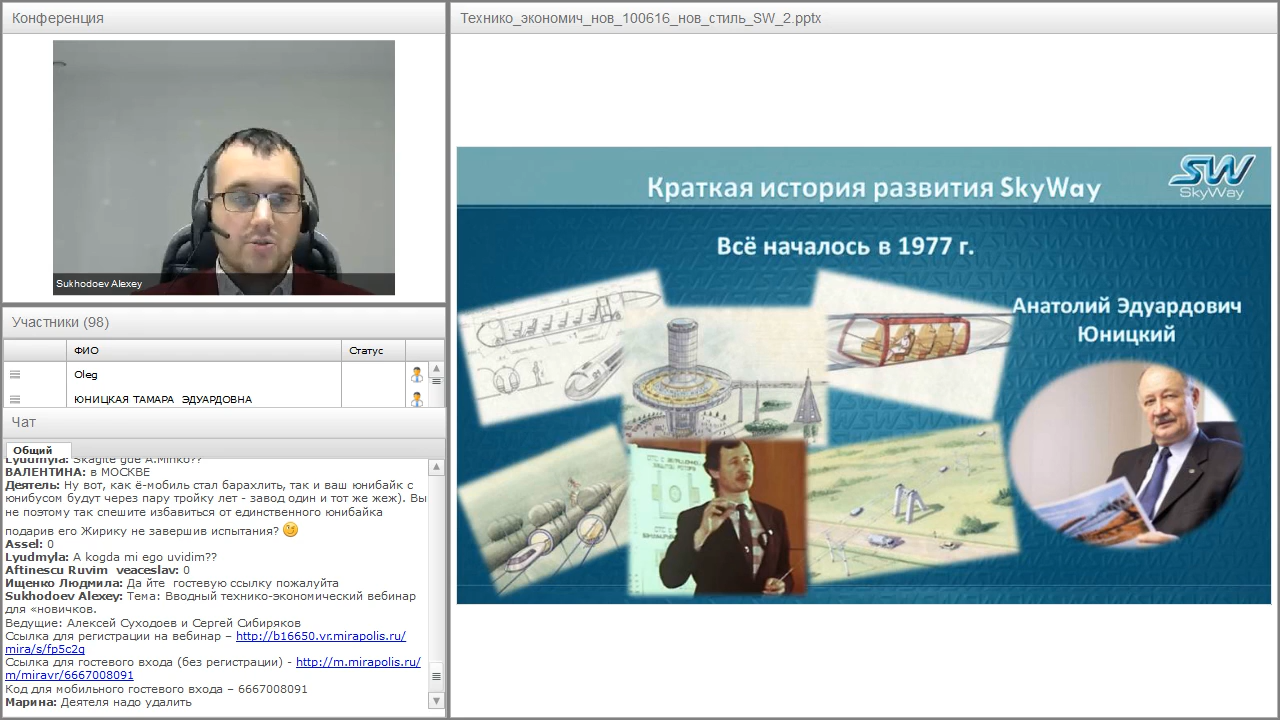 Конференция
Sukhodoev Alexey
Участники (98)
ФИО
Статус
Oleg
ЮНИЦКАЯ ТАМАРА ЭДУАРДОВНА
Чат
Общий
Lyudmyla: Skagite gde A.Minko??
ВАЛЕНТИНА: в МОСКВЕ
Деятель: Ну вот, как ё-мобиль стал барахлить, так и ваш юнибайк с
юнибусом будут через пару тройку лет - завод один и тот же жеж). Вы
не поэтому так спешите избавиться от единственного юнибайка
подарив его Жирику не завершив испытания?
Assel: 0
Lyudmyla: A kogda mi ego uvidim??
Aftinescu Ruvim veaceslav: 0
Ищенко Людмила: Да йте гостевую ссылку пожалуйта
Sukhodoev Alexey: Тема: Вводный технико-экономический вебинар
для «новичков.
Ведущие: Алексей Суходоев и Сергей Сибиряков
Ссылка для регистрации на вебинар – http://b16650.vr.mirapolis.ru/
mira/s/fp5c2q
Ссылка для гостевого входа (без регистрации) - http://m.mirapolis.ru/
m/miravr/6667008091
Код для мобильного гостевого входа – 6667008091
Марина: Деятеля надо удалить
Технико_экономич_нов_100616_нов_стиль_SW_2.pptx
Краткая история развития SkyWay
SW
SkyWay
Всё началось в 1977 г.
Анатолий Эдуардович
Юницкий